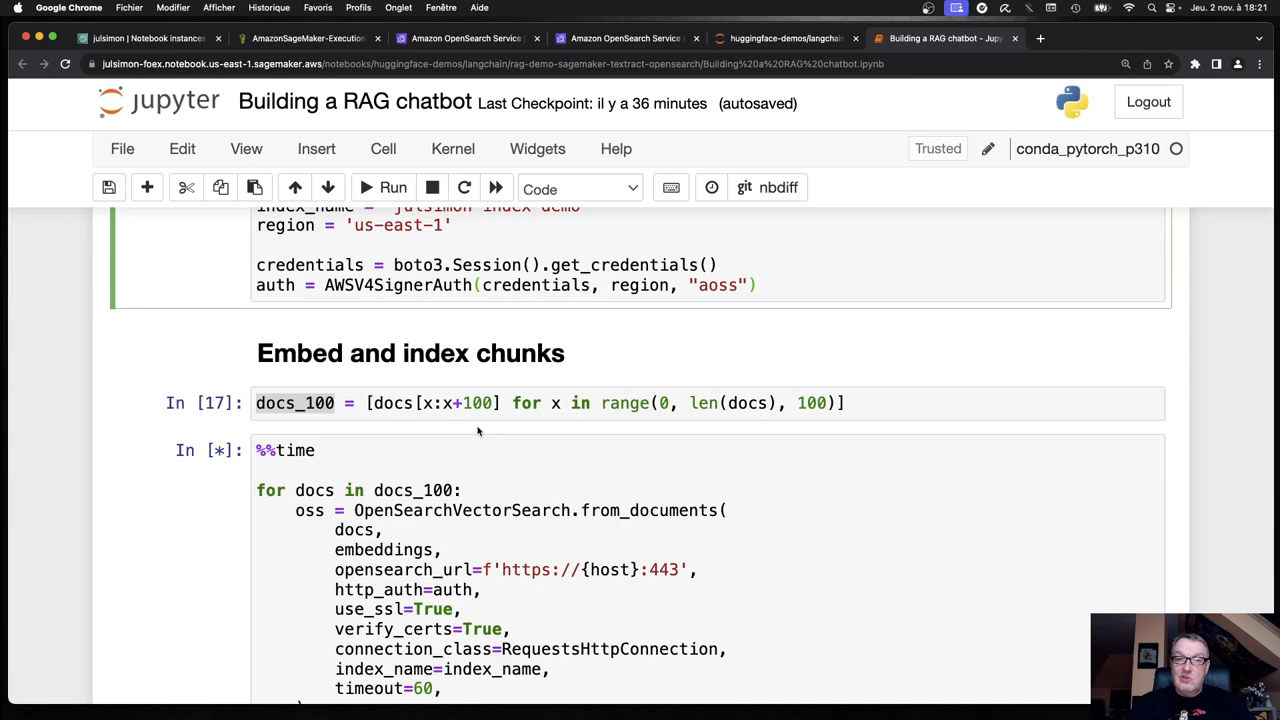 Google Chrome Fichier Modifier Afficher Historique Favoris Profils Onglet Fenêtre Aide Jeu. 2 nov. à 18:21
julsimon | Notebook instances AmazonSageMaker-Execution Amazon OpenSearch Service Amazon OpenSearch Service huggingface-demos/langchain Building a RAG chatbot - Jup
julsimon-foex.notebook.us-east-1.sagemaker.aws/notebooks/huggingface-demos/langchain/rag-demo-sagemaker-textract-opensearch/Building%20a%20RAG%20chatbot.ipynb
jupyter Building a RAG chatbot Last Checkpoint: il y a 36 minutes (autosaved) Logout
File Edit View Insert Cell Kernel Widgets Help Trusted conda_pytorch_p310
Run Code git nbdiff
index_name = 'julsimon-index-demo'
region = 'us-east-1'
credentials = boto3.Session().get_credentials()
auth = AWSV4SignerAuth(credentials, region, "aoss")
Embed and index chunks
In [17]: docs_100 = [docs[x:x+100] for x in range(0, len(docs), 100)]
In [*]: %%time
for docs in docs_100:
oss = OpenSearchVectorSearch.from_documents(
docs,
embeddings,
opensearch_url=f'https://{host}:443',
http_auth=auth,
use_ssl=True,
verify_certs=True,
connection_class=RequestsHttpConnection,
index_name=index_name,
timeout=60,
)